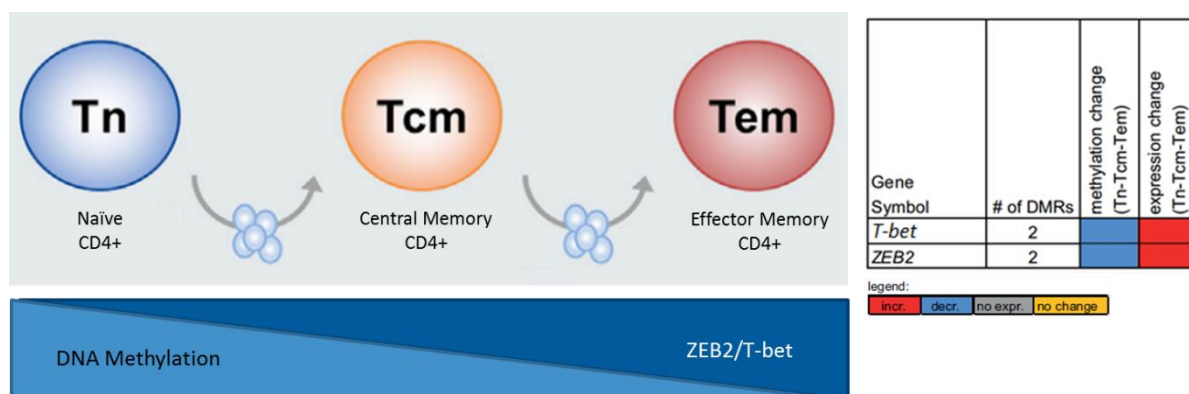 Tn
Tcm
Tem
Naïve
CD4+
Central Memory
CD4+
Effector Memory
CD4+
DNA Methylation
ZEB2/T-bet
Gene
Symbol
# of DMRs
methylation change
(Tn-Tcm-Tem)
expression change
(Tn-Tcm-Tem)
T-bet 2
ZEB2 2
legend:
incr. decr. no expr. no change